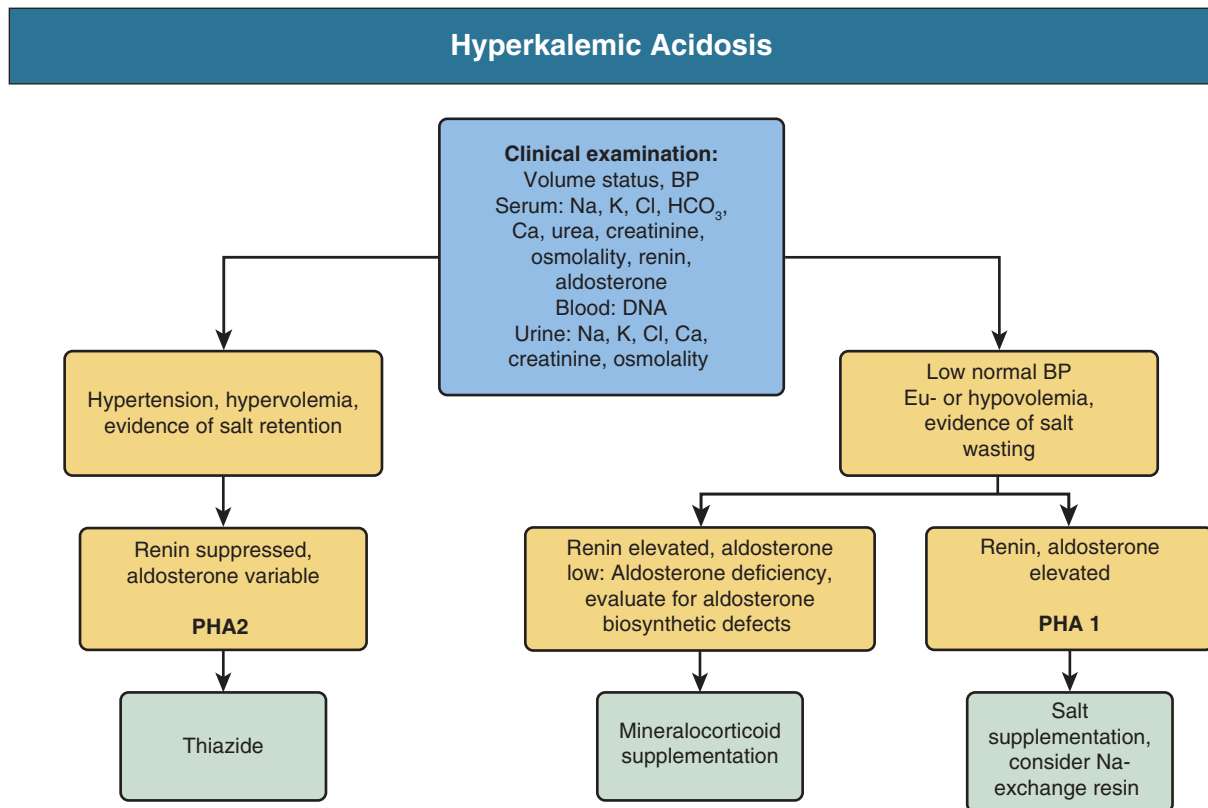 Hyperkalemic Acidosis
Clinical examination:
Volume status, BP
Serum: Na, K, Cl, HCO₃,
Ca, urea, creatinine,
osmolality, renin,
aldosterone
Blood: DNA
Urine: Na, K, Cl, Ca,
creatinine, osmolality
Hypertension, hypervolemia,
evidence of salt retention
Low normal BP
Eu- or hypovolemia,
evidence of salt
wasting
Renin suppressed,
aldosterone variable
PHA2
Renin elevated, aldosterone
low: Aldosterone deficiency,
evaluate for aldosterone
biosynthetic defects
Renin, aldosterone
elevated
PHA 1
Thiazide
Mineralocorticoid
supplementation
Salt
supplementation,
consider Na-
exchange resin